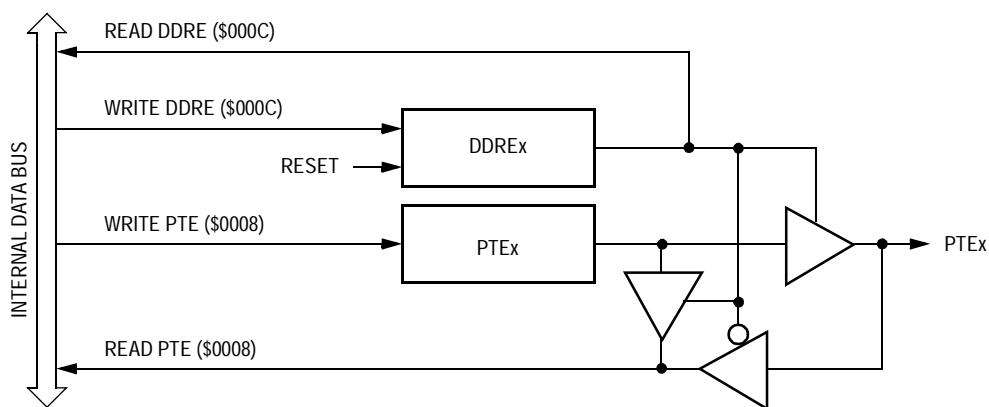 READ DDRE ($000C)
WRITE DDRE ($000C)
DDREx
RESET
WRITE PTE ($0008)
PTEx
PTEx
READ PTE ($0008)
INTERNAL DATA BUS